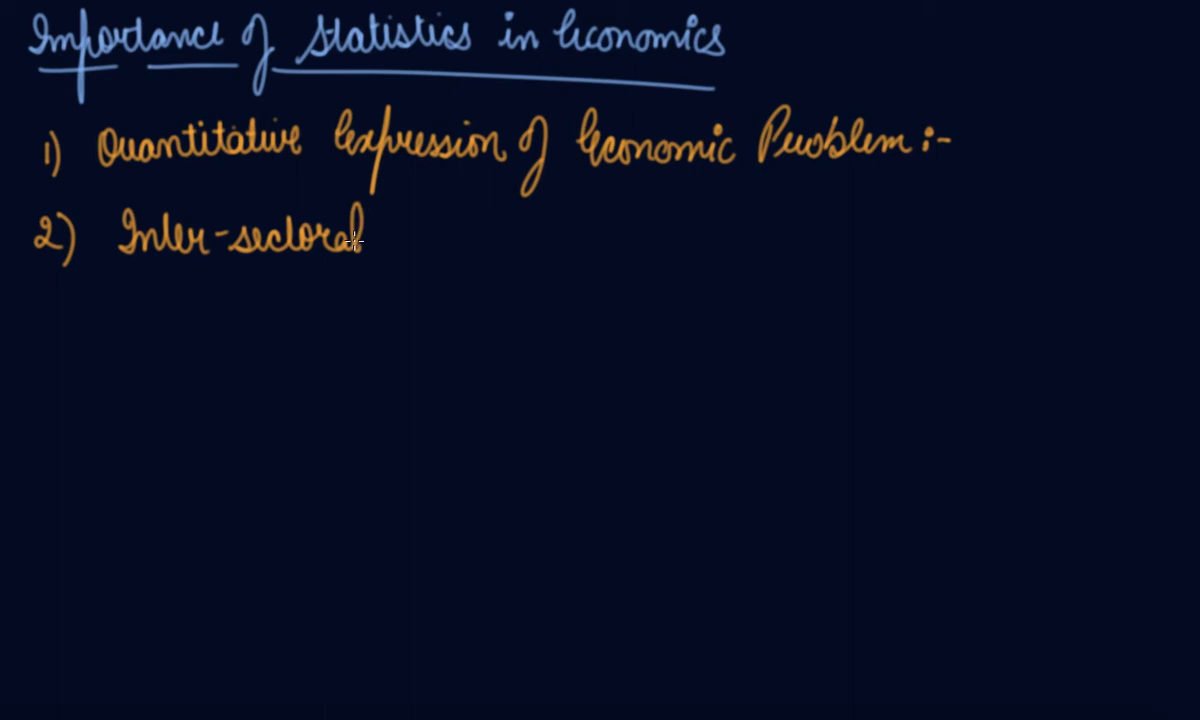 Importance of Statistics in Economics
1) Quantitative Expression of Economic Problem :-
2) Inter-sectoral